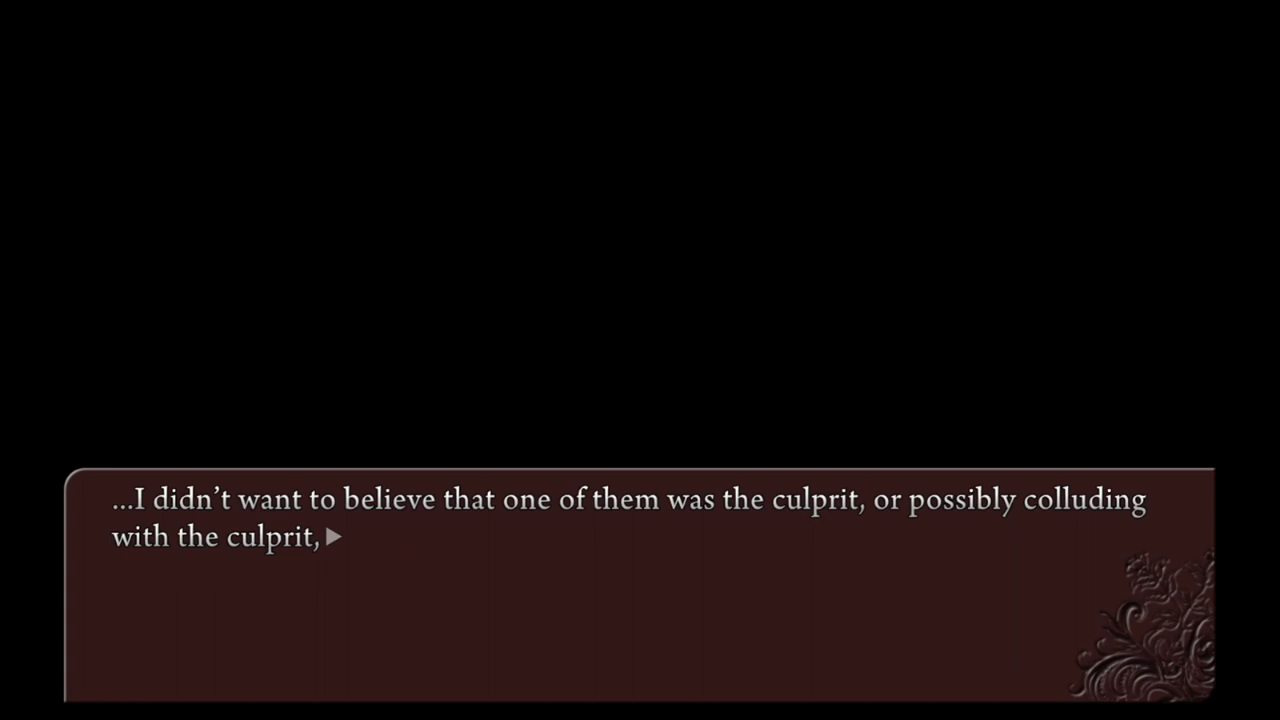 ...I didn’t want to believe that one of them was the culprit, or possibly colluding
with the culprit,